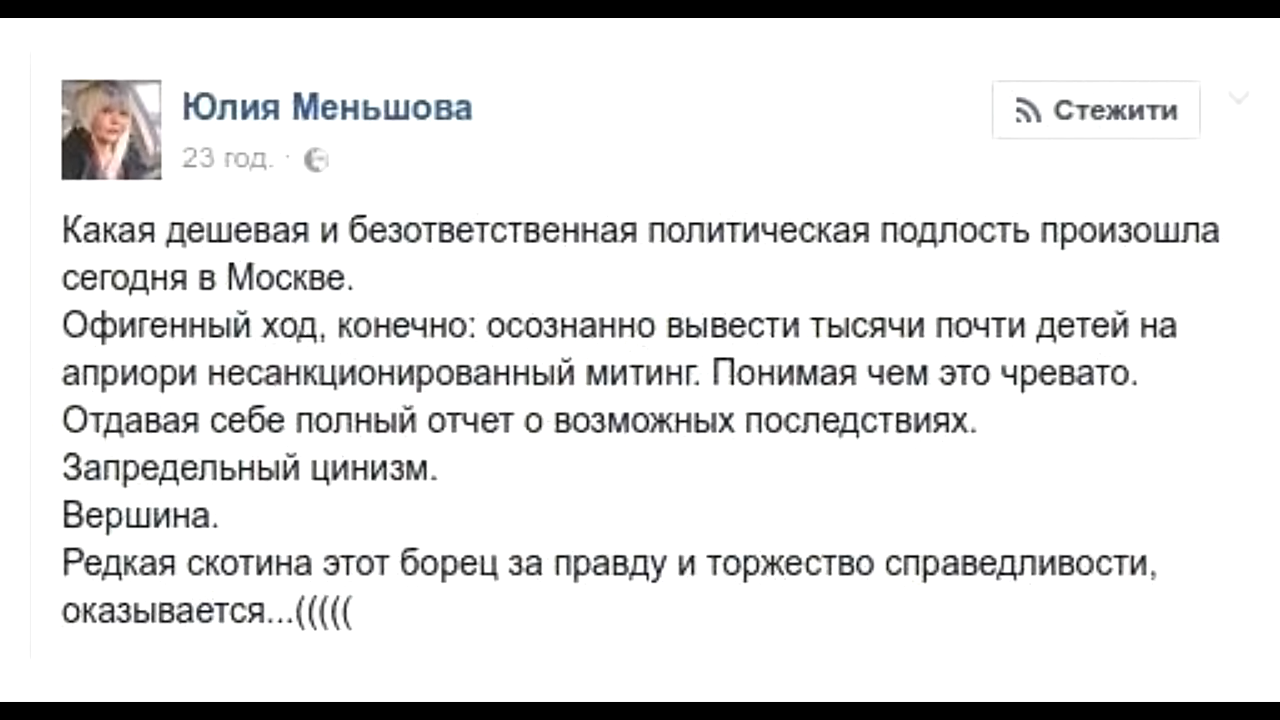 Юлия Меньшова
Стежити
23 год. ·
Какая дешевая и безответственная политическая подлость произошла
сегодня в Москве.
Офигенный ход, конечно: осознанно вывести тысячи почти детей на
априори несанкционированный митинг. Понимая чем это чревато.
Отдавая себе полный отчет о возможных последствиях.
Запредельный цинизм.
Вершина.
Редкая скотина этот борец за правду и торжество справедливости,
оказывается...(((((